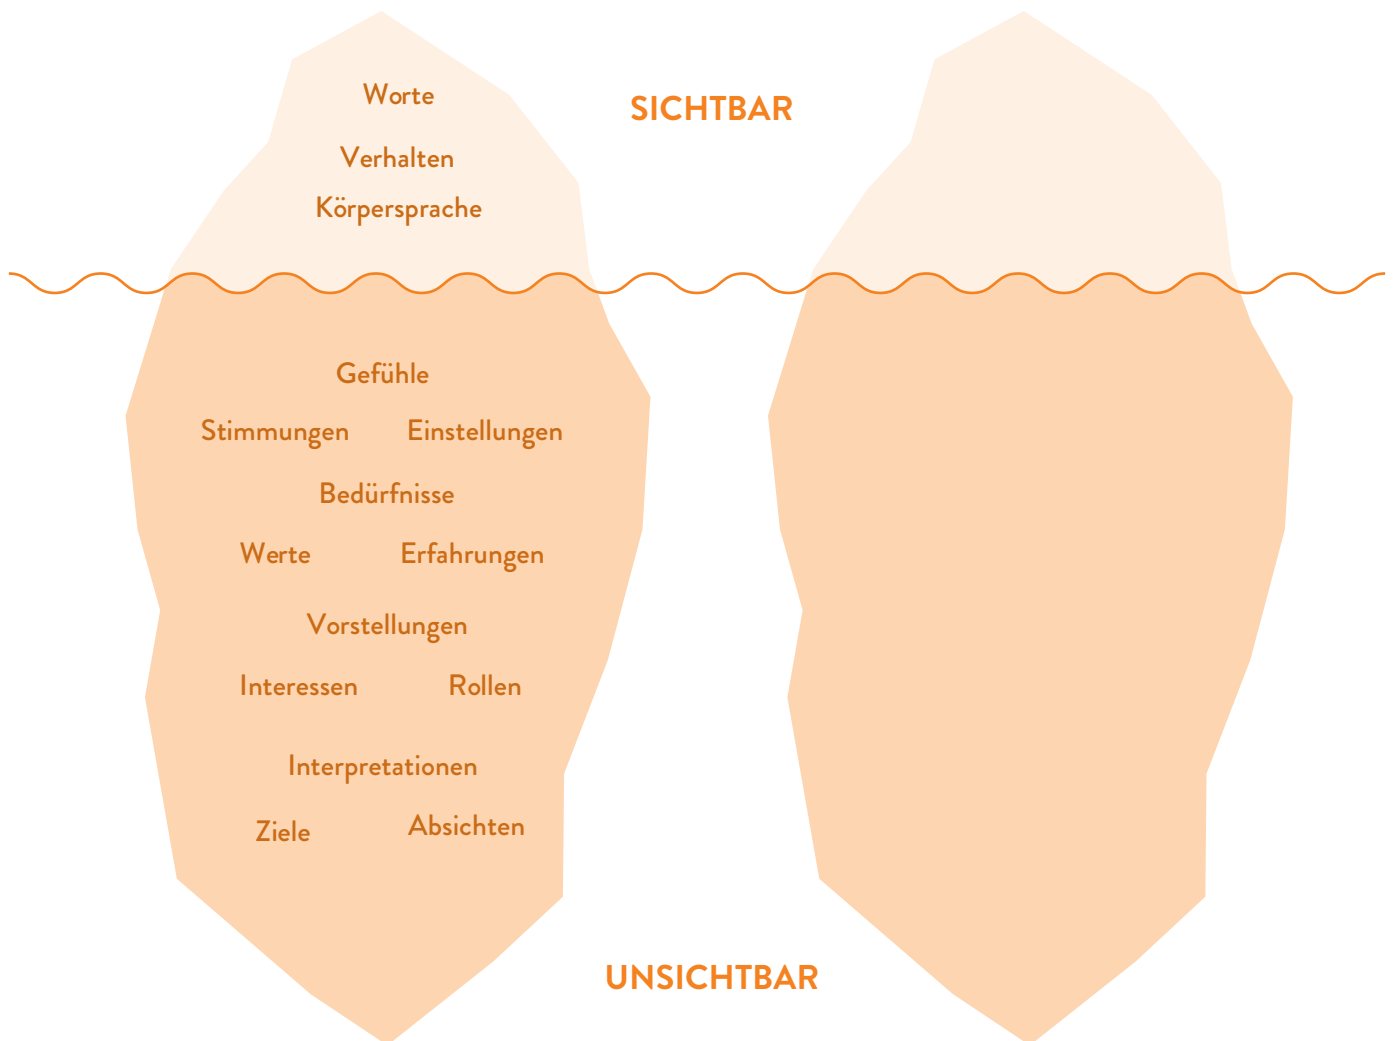 Worte
SICHTBAR
Verhalten
Körpersprache
Gefühle
Stimmungen Einstellungen
Bedürfnisse
Werte Erfahrungen
Vorstellungen
Interessen Rollen
Interpretationen
Ziele Absichten
UNSICHTBAR